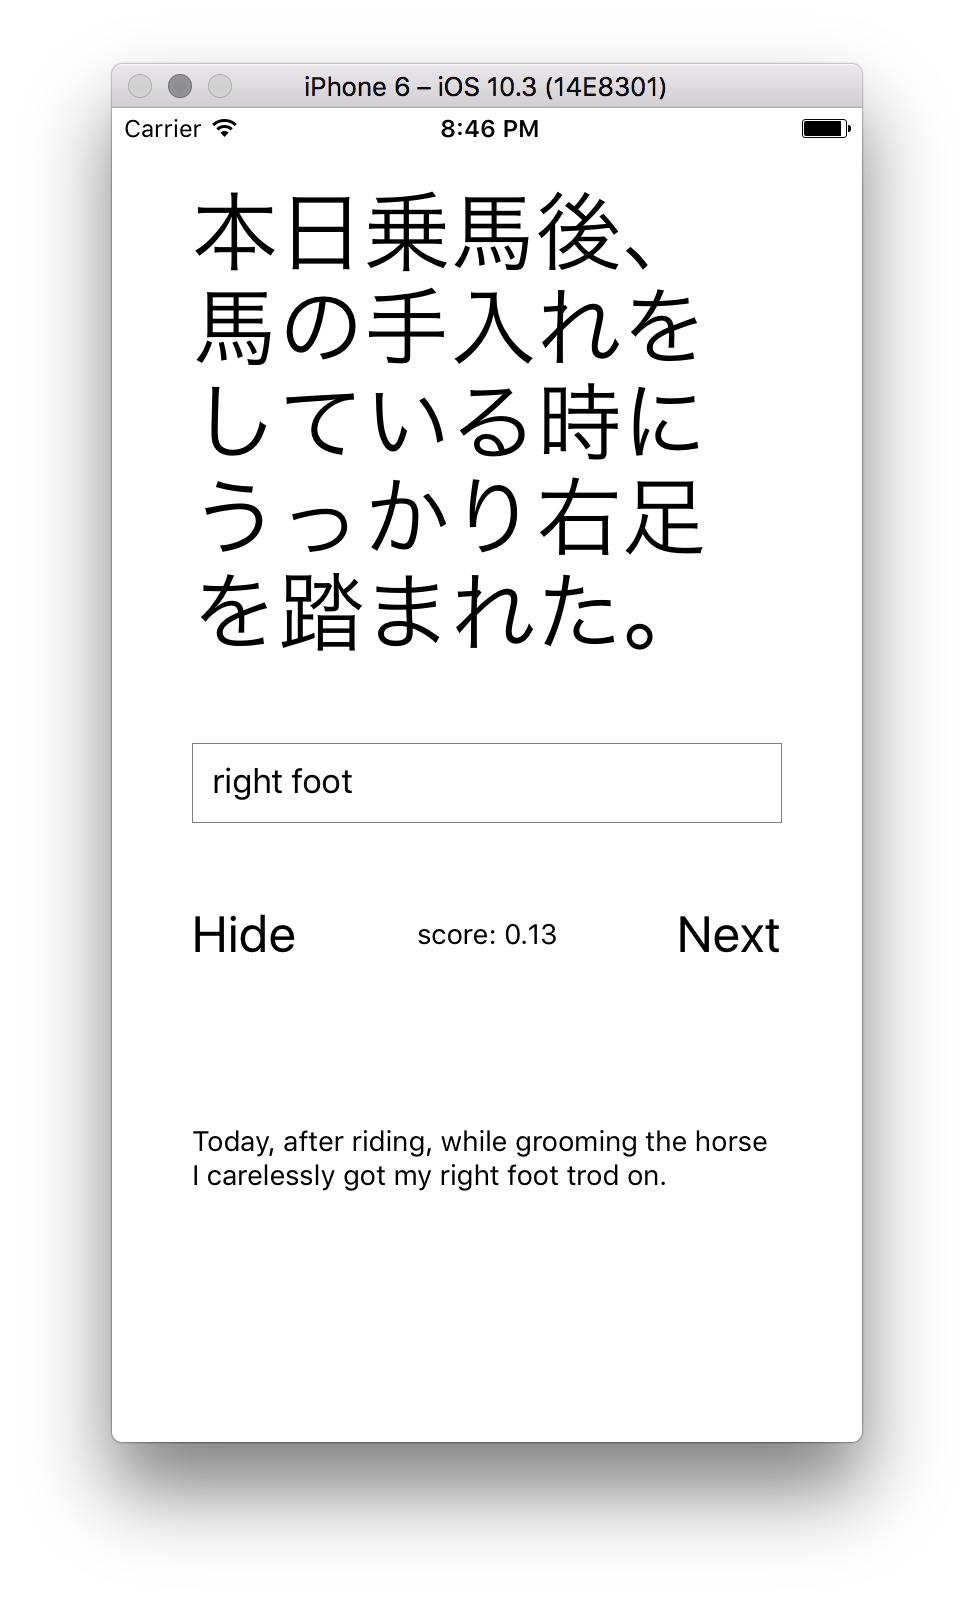 iPhone 6 – iOS 10.3 (14E8301)
Carrier 8:46 PM
本日乗馬後、
馬の手入れを
している時に
うっかり右足
を踏まれた。
right foot
Hide score: 0.13 Next
Today, after riding, while grooming the horse
I carelessly got my right foot trod on.